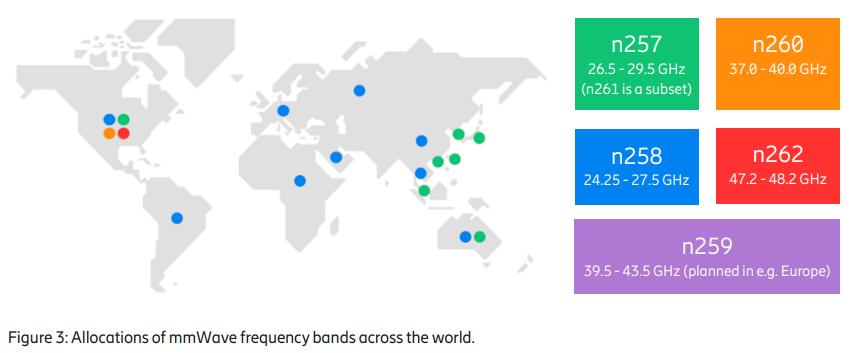 n257
26.5 - 29.5 GHz
(n261 is a subset)
n260
37.0 - 40.0 GHz
n258
24.25 - 27.5 GHz
n262
47.2 - 48.2 GHz
n259
39.5 - 43.5 GHz (planned in e.g. Europe)
Figure 3: Allocations of mmWave frequency bands across the world.